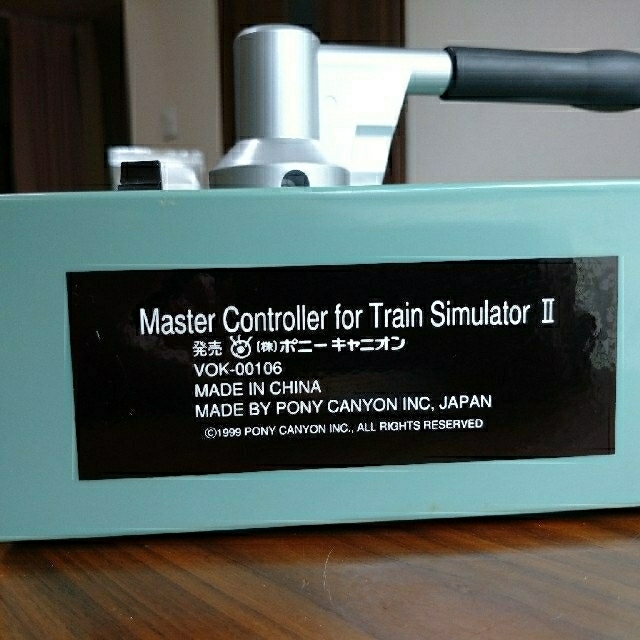 Master Controller for Train Simulator Ⅱ
発売 (株)ポニーキャニオン
VOK-00106
MADE IN CHINA
MADE BY PONY CANYON INC, JAPAN
©1999 PONY CANYON INC., ALL RIGHTS RESERVED